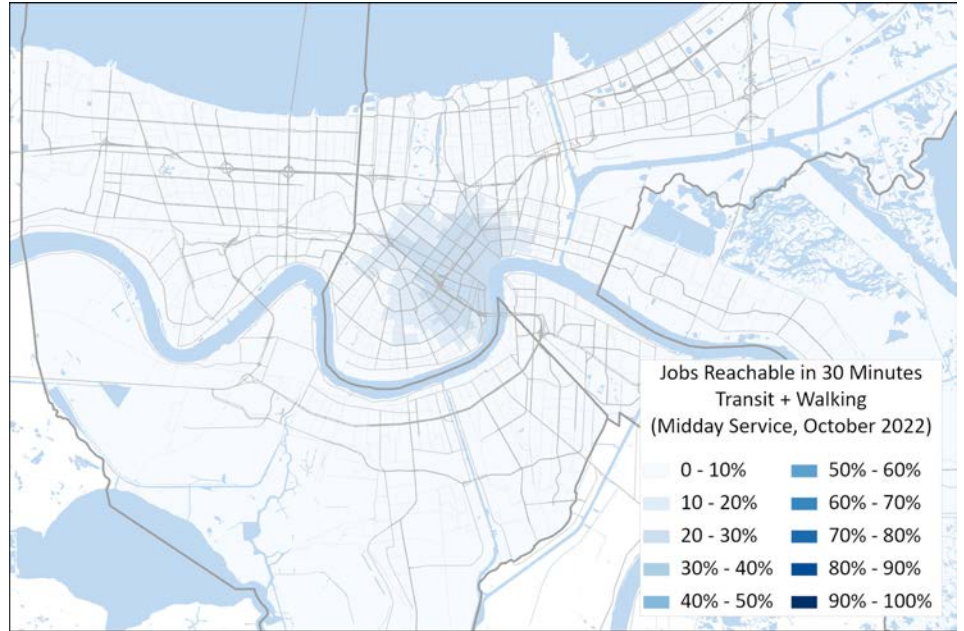 Jobs Reachable in 30 Minutes
Transit + Walking
(Midday Service, October 2022)
0 - 10%
10 - 20%
20 - 30%
30% - 40%
40% - 50%
50% - 60%
60% - 70%
70% - 80%
80% - 90%
90% - 100%